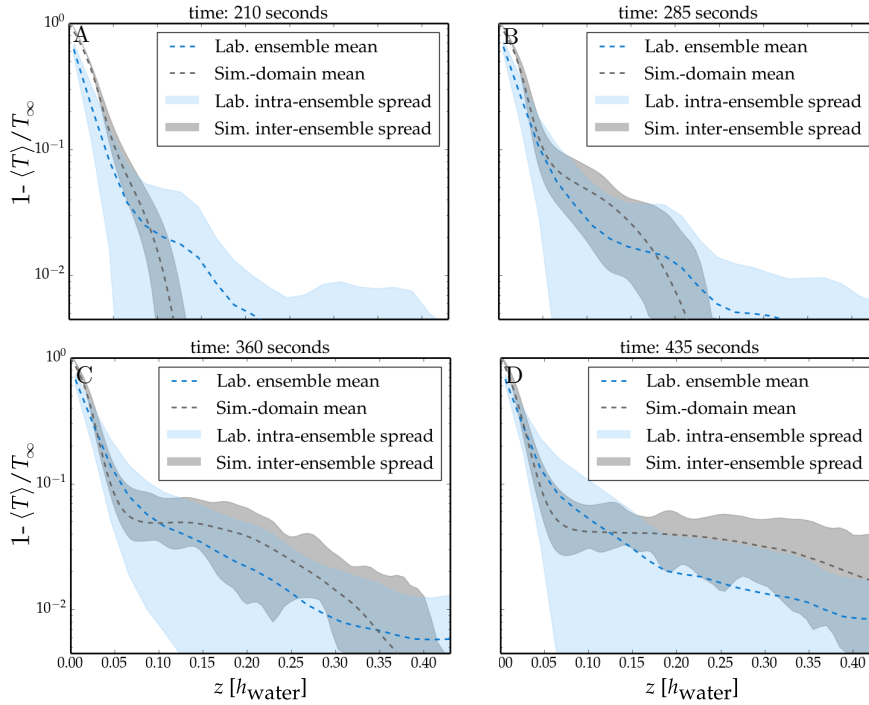 time: 210 seconds
time: 285 seconds
A
Lab. ensemble mean
Sim.-domain mean
Lab. intra-ensemble spread
Sim. inter-ensemble spread
B
Lab. ensemble mean
Sim.-domain mean
Lab. intra-ensemble spread
Sim. inter-ensemble spread
10⁰
10⁻¹
10⁻²
1- ⟨T⟩/T∞
time: 360 seconds
time: 435 seconds
C
Lab. ensemble mean
Sim.-domain mean
Lab. intra-ensemble spread
Sim. inter-ensemble spread
D
Lab. ensemble mean
Sim.-domain mean
Lab. intra-ensemble spread
Sim. inter-ensemble spread
10⁰
10⁻¹
10⁻²
1- ⟨T⟩/T∞
0.00 0.05 0.10 0.15 0.20 0.25 0.30 0.35 0.40
00 0.05 0.10 0.15 0.20 0.25 0.30 0.35 0.40
z [h_water]
z [h_water]